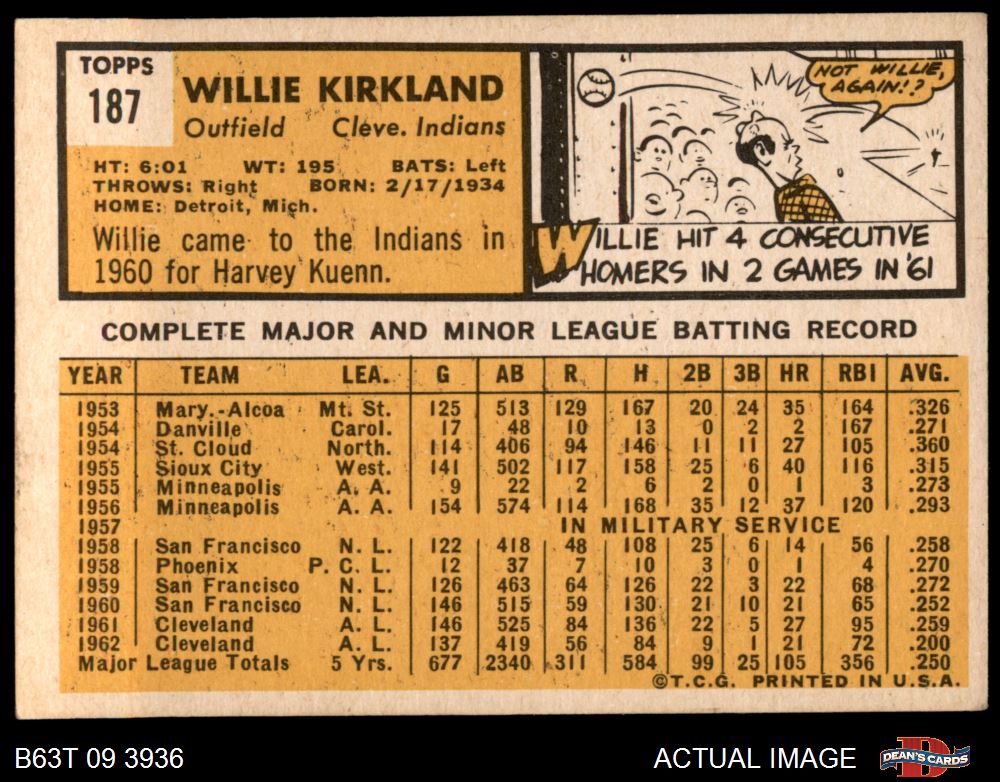 TOPPS
187
WILLIE KIRKLAND
Outfield Cleve. Indians
HT: 6:01 WT: 195 BATS: Left
THROWS: Right BORN: 2/17/1934
HOME: Detroit, Mich.
Willie came to the Indians in
1960 for Harvey Kuenn.
NOT WILLIE,
AGAIN!?
WILLIE HIT 4 CONSECUTIVE
HOMERS IN 2 GAMES IN '61
COMPLETE MAJOR AND MINOR LEAGUE BATTING RECORD
YEAR TEAM LEA. G AB R H 2B 3B HR RBI AVG.
1953 Mary.-Alcoa Mt. St. 125 513 129 167 20 24 35 164 .326
1954 Danville Carol. 17 48 10 13 0 2 2 167 .271
1954 St. Cloud North. 114 406 94 146 11 11 27 105 .360
1955 Sioux City West. 141 502 117 158 25 6 40 116 .315
1955 Minneapolis A. A. 9 22 2 6 2 0 1 3 .273
1956 Minneapolis A. A. 154 574 114 168 35 12 37 120 .293
1957 IN MILITARY SERVICE
1958 San Francisco N. L. 122 418 48 108 25 6 14 56 .258
1958 Phoenix P. C. L. 12 37 7 10 3 0 1 4 .270
1959 San Francisco N. L. 126 463 64 126 22 3 22 68 .272
1960 San Francisco N. L. 146 515 59 130 21 10 21 65 .252
1961 Cleveland A. L. 146 525 84 136 22 5 27 95 .259
1962 Cleveland A. L. 137 419 56 84 9 1 21 72 .200
Major League Totals 5 Yrs. 677 2340 311 584 99 25 105 356 .250
©T.C.G. PRINTED IN U.S.A.
B63T 09 3936 ACTUAL IMAGE DEAN'S CARDS